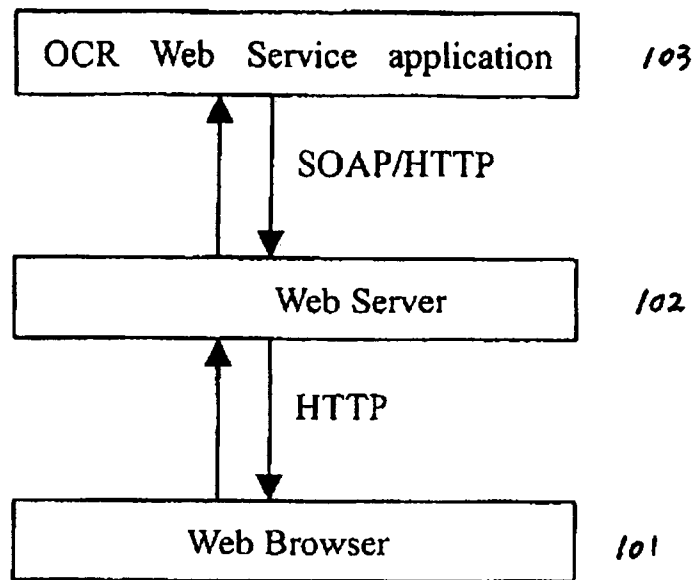 OCR Web Service application 103
SOAP/HTTP
Web Server 102
HTTP
Web Browser 101